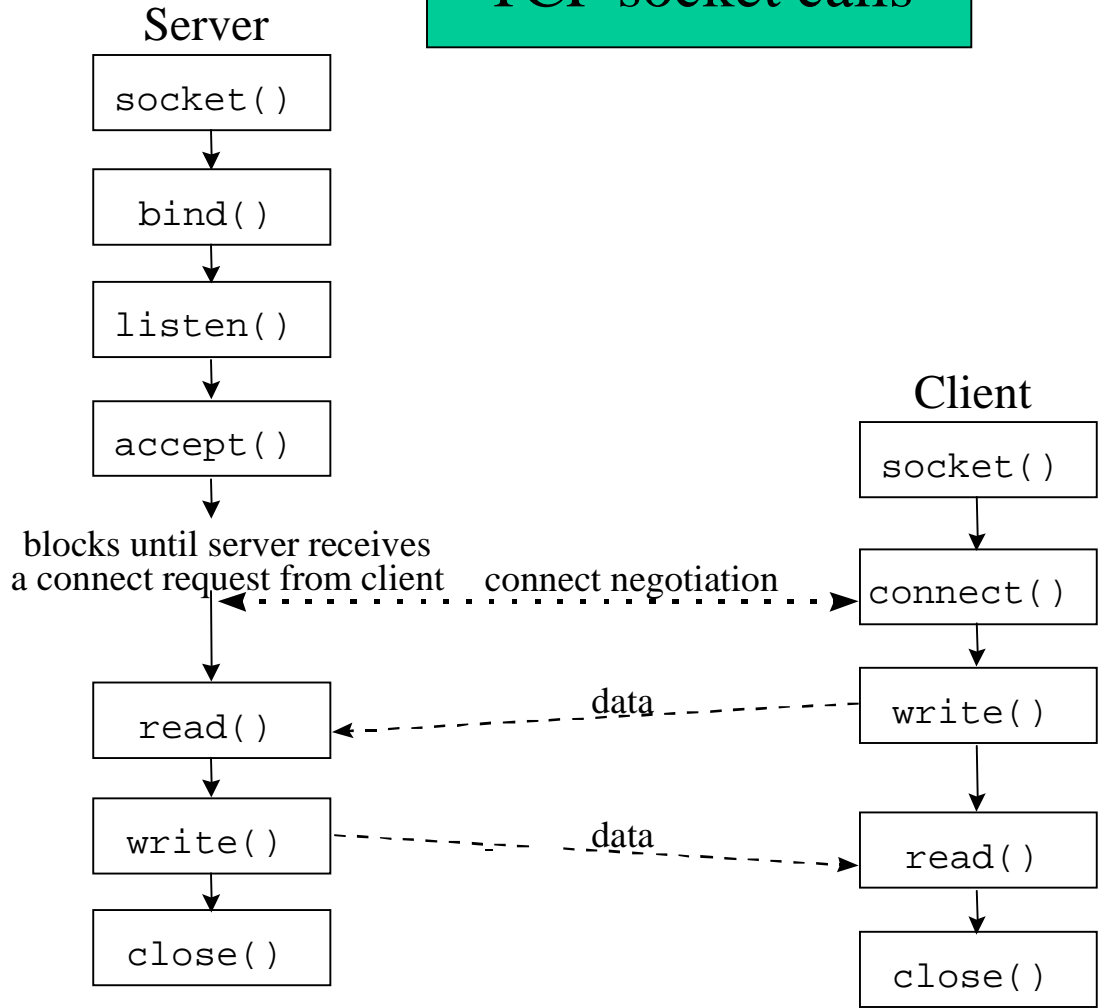 TCP socket calls
Server
socket()
bind()
listen()
accept()
blocks until server receives
a connect request from client
connect negotiation
read()
write()
close()
Client
socket()
connect()
data
write()
data
read()
close()